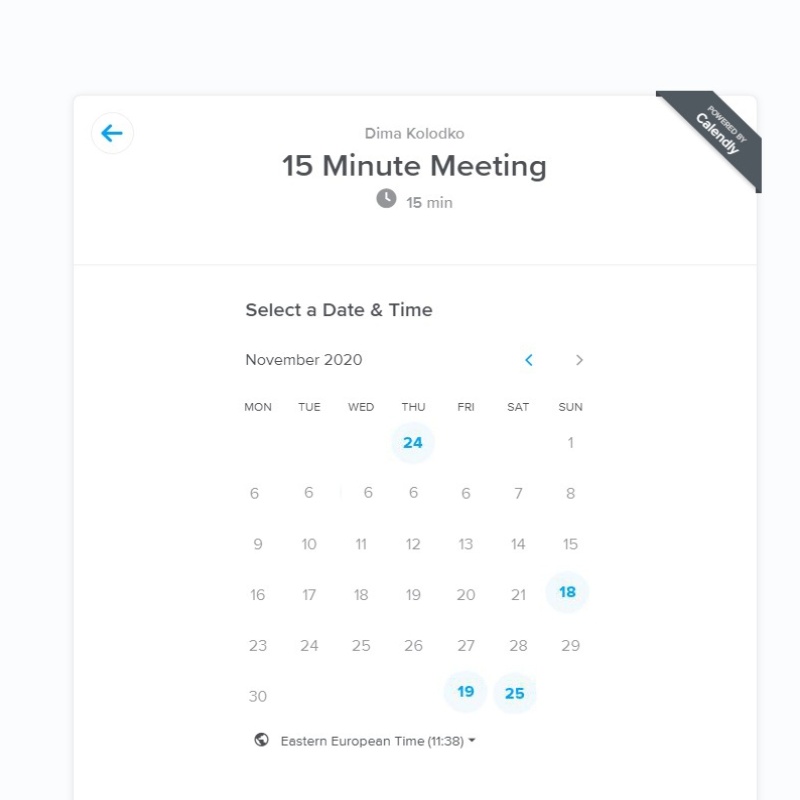 POWERED BY
Calendly
Dima Kolodko
15 Minute Meeting
15 min
Select a Date & Time
November 2020
MON TUE WED THU FRI SAT SUN
24 1
6 6 6 6 6 7 8
9 10 11 12 13 14 15
16 17 18 19 20 21 18
23 24 25 26 27 28 29
30 19 25
Eastern European Time (11:38)